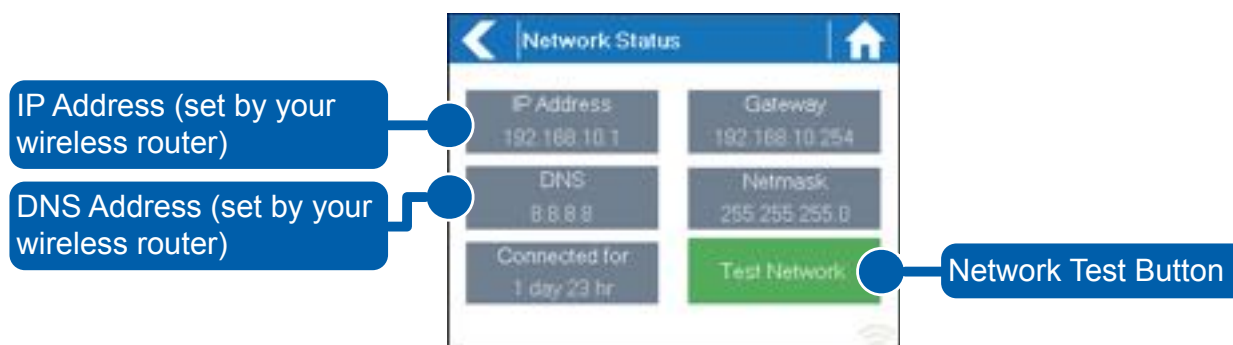 Network Status
IP Address (set by your
wireless router)
IP Address
192.168.10.1
Gateway
192.168.10.254
DNS Address (set by your
wireless router)
DNS
8.8.8.8
Netmask
255.255.255.0
Connected for
1 day 23 hr
Test Network
Network Test Button